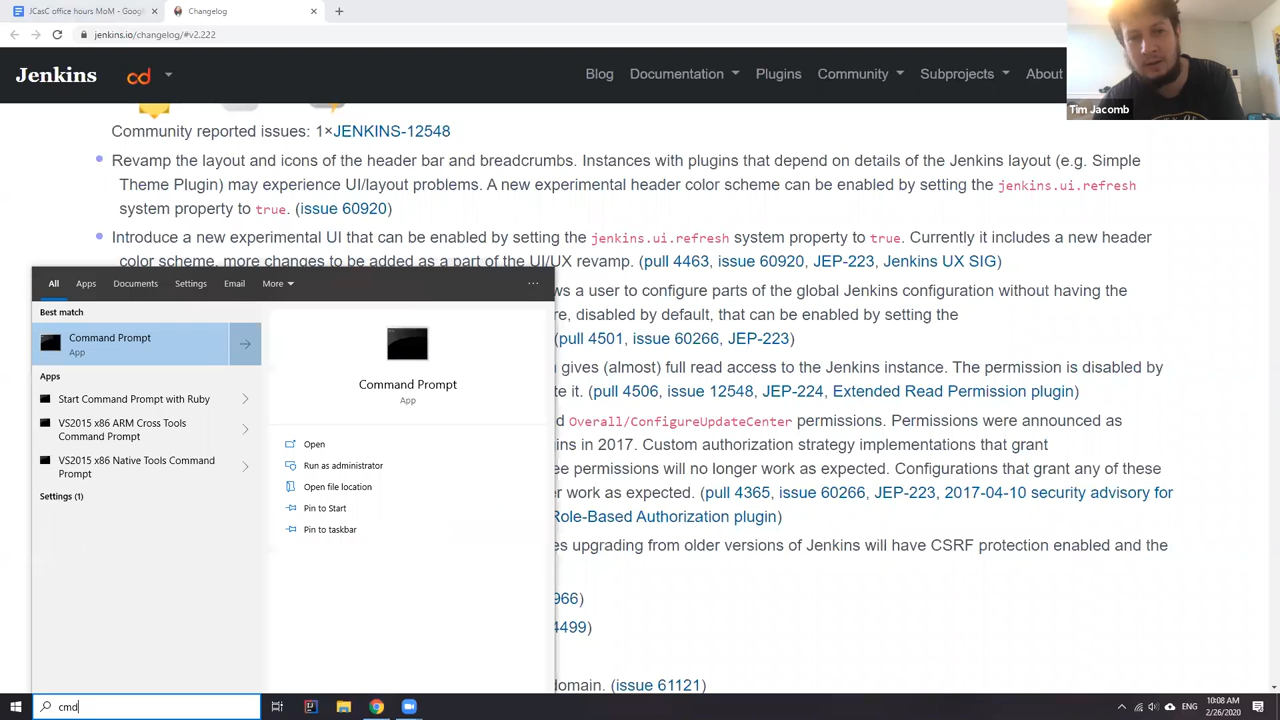 JCasC office hours MoM - Goog
Changelog
jenkins.io/changelog/#v2.222
Jenkins
cd
Blog
Documentation
Plugins
Community
Subprojects
About
Tim Jacomb
Community reported issues: 1×JENKINS-12548
Revamp the layout and icons of the header bar and breadcrumbs. Instances with plugins that depend on details of the Jenkins layout (e.g. Simple
Theme Plugin) may experience UI/layout problems. A new experimental header color scheme can be enabled by setting the jenkins.ui.refresh
system property to true. (issue 60920)
Introduce a new experimental UI that can be enabled by setting the jenkins.ui.refresh system property to true. Currently it includes a new header
color scheme, more changes to be added as a part of the UI/UX revamp. (pull 4463, issue 60920, JEP-223, Jenkins UX SIG)
ws a user to configure parts of the global Jenkins configuration without having the
re, disabled by default, that can be enabled by setting the
(pull 4501, issue 60266, JEP-223)
gives (almost) full read access to the Jenkins instance. The permission is disabled by
te it. (pull 4506, issue 12548, JEP-224, Extended Read Permission plugin)
d Overall/ConfigureUpdateCenter permissions. Permissions were announced as
ins in 2017. Custom authorization strategy implementations that grant
ee permissions will no longer work as expected. Configurations that grant any of these
er work as expected. (pull 4365, issue 60266, JEP-223, 2017-04-10 security advisory for
Role-Based Authorization plugin)
es upgrading from older versions of Jenkins will have CSRF protection enabled and the
966)
4499)
domain. (issue 61121)
All
Apps
Documents
Settings
Email
More
...
Best match
Command Prompt
App
Apps
Start Command Prompt with Ruby
VS2015 x86 ARM Cross Tools
Command Prompt
VS2015 x86 Native Tools Command
Prompt
Settings (1)
Command Prompt
App
Open
Run as administrator
Open file location
Pin to Start
Pin to taskbar
cmd
ENG
10:08 AM
2/26/2020